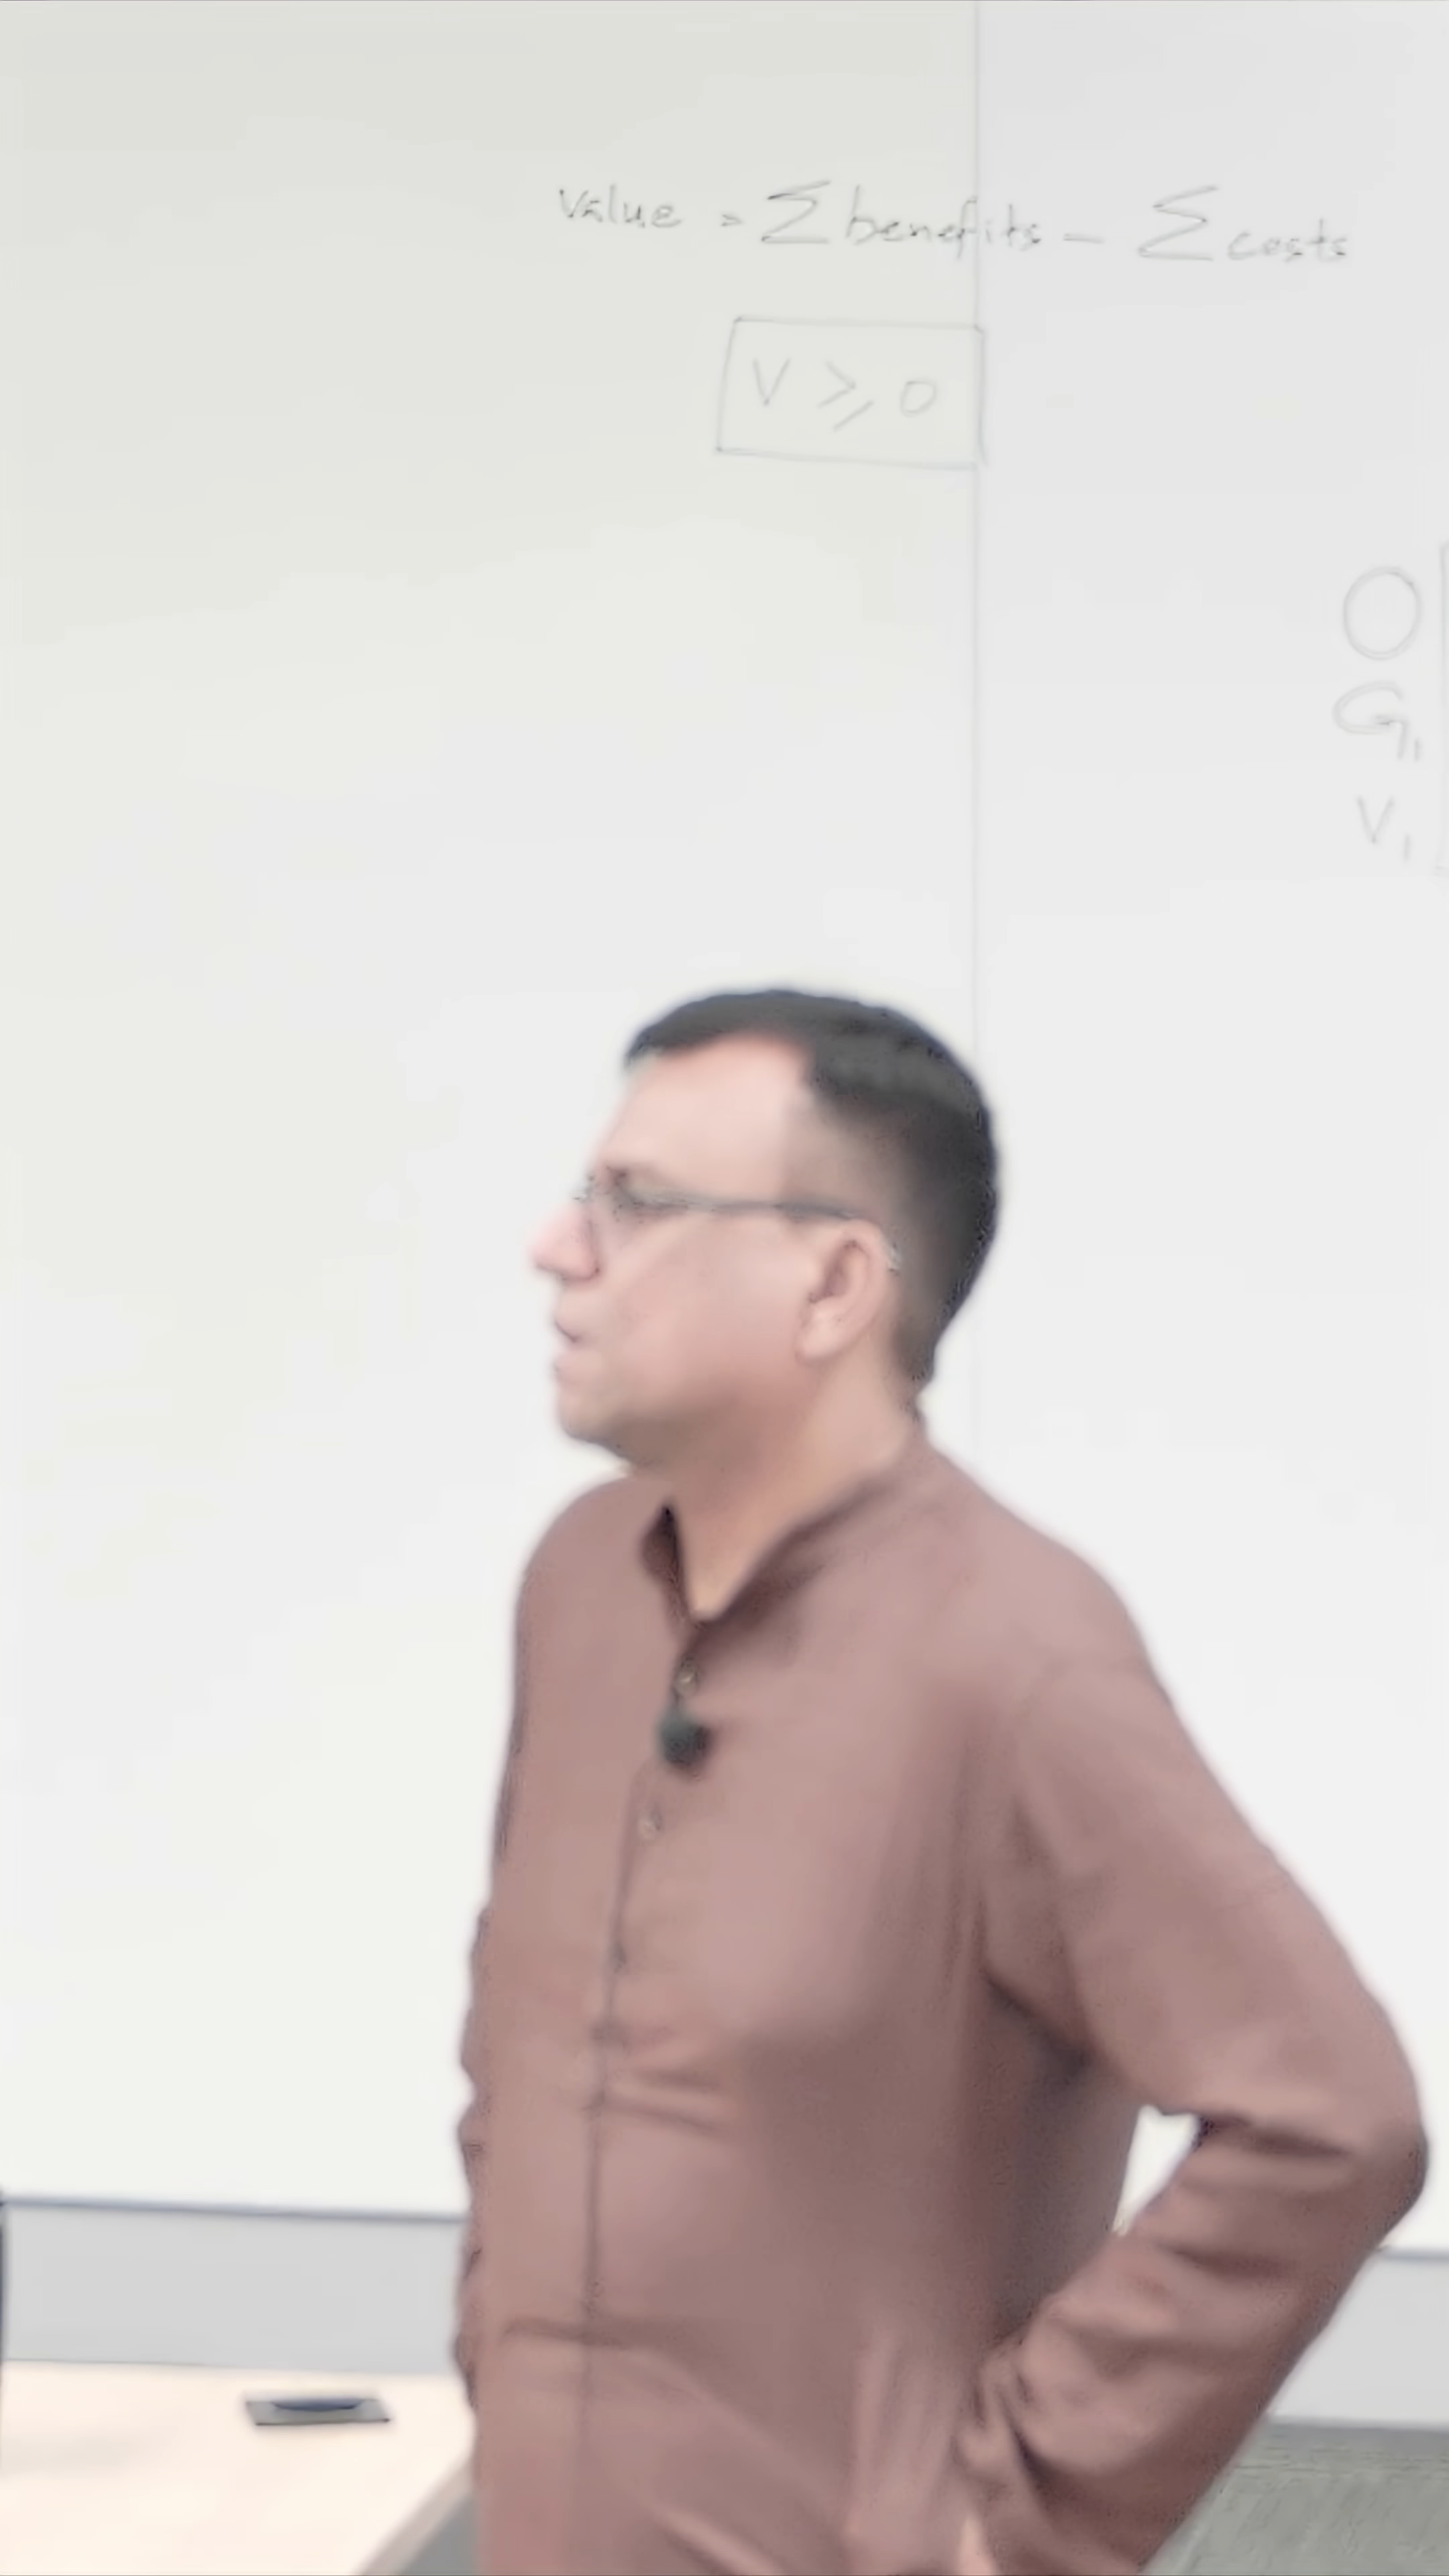 value = Σ benefits - Σ costs
V ⩾ 0
O
G1
V1